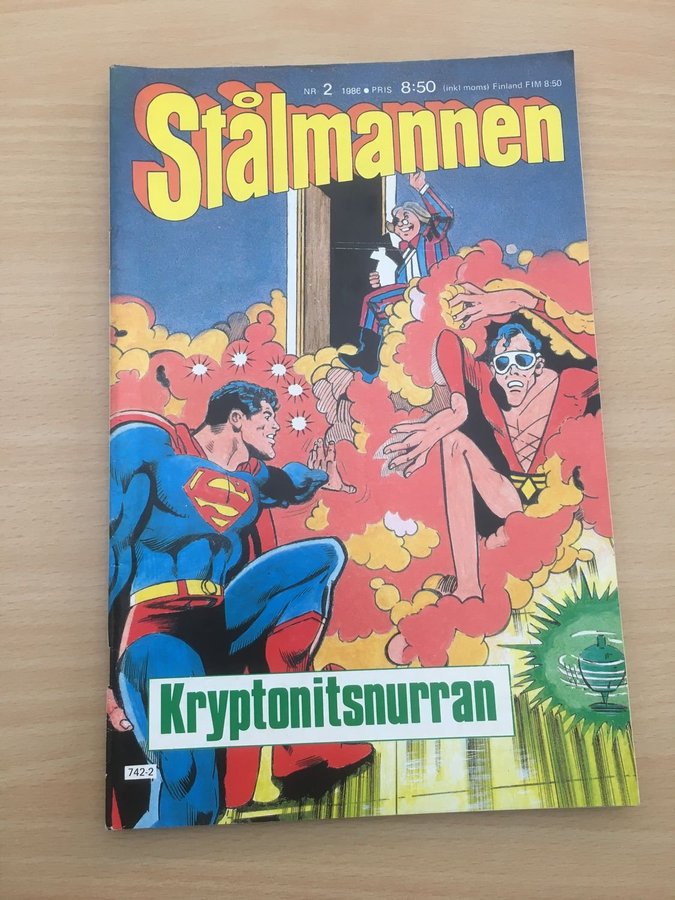 NR 2 1986 ● PRIS 8:50 (inkl moms) Finland FIM 8:50
Stålmannen
S
Kryptonitsnurran
742-2